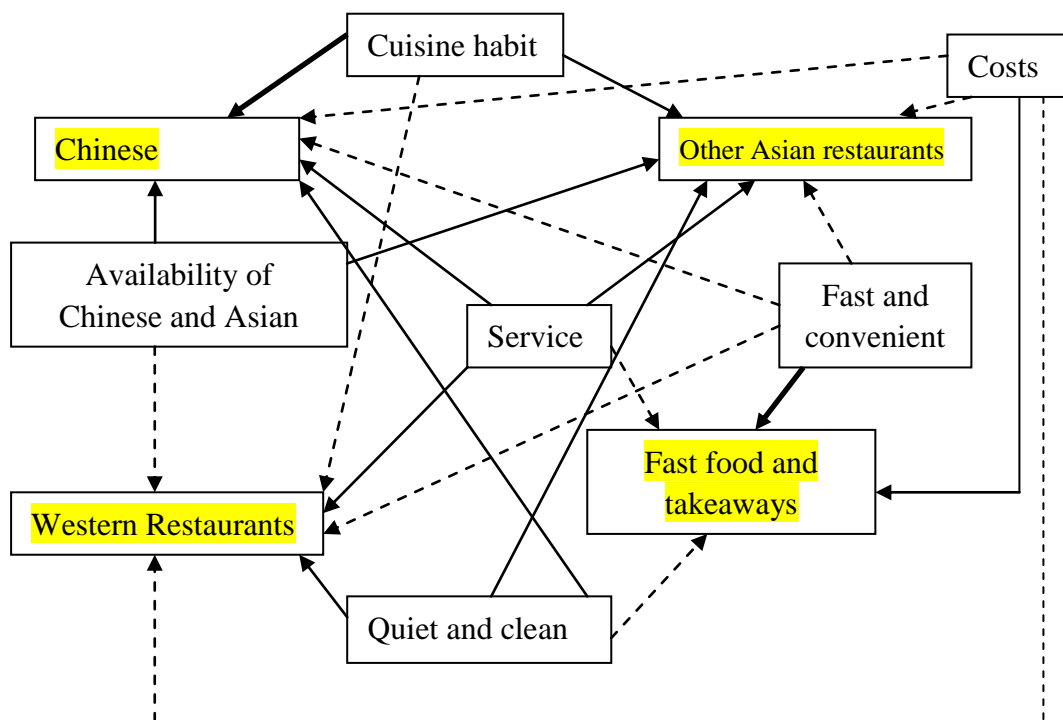 Cuisine habit
Costs
Chinese
Other Asian restaurants
Availability of
Chinese and Asian
Service
Fast and
convenient
Fast food and
takeaways
Western Restaurants
Quiet and clean